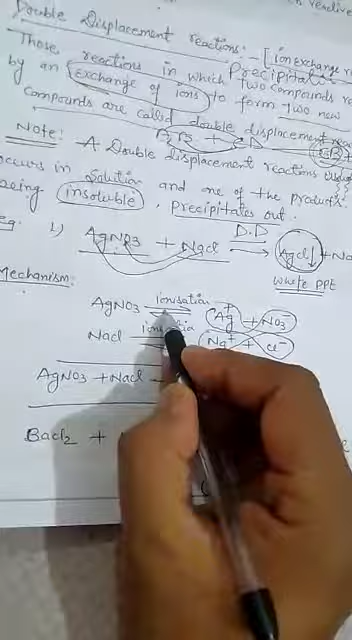 Double Displacement reactions:- [ion exchange
Those reactions in which two compounds
by an exchange of ions to form two new
compounds are called double displacement
Note: A Double displacement reactions
occurs in solution and one of the products
being insoluble, Precipitates out.
eg. 1) AgNO3 + NaCl D.D AgCl↓ + Na
white PPT
Mechanism:
AgNO3 ionisation Ag+ + NO3-
NaCl Na+ + Cl-
AgNO3 + NaCl
BaCl2 +